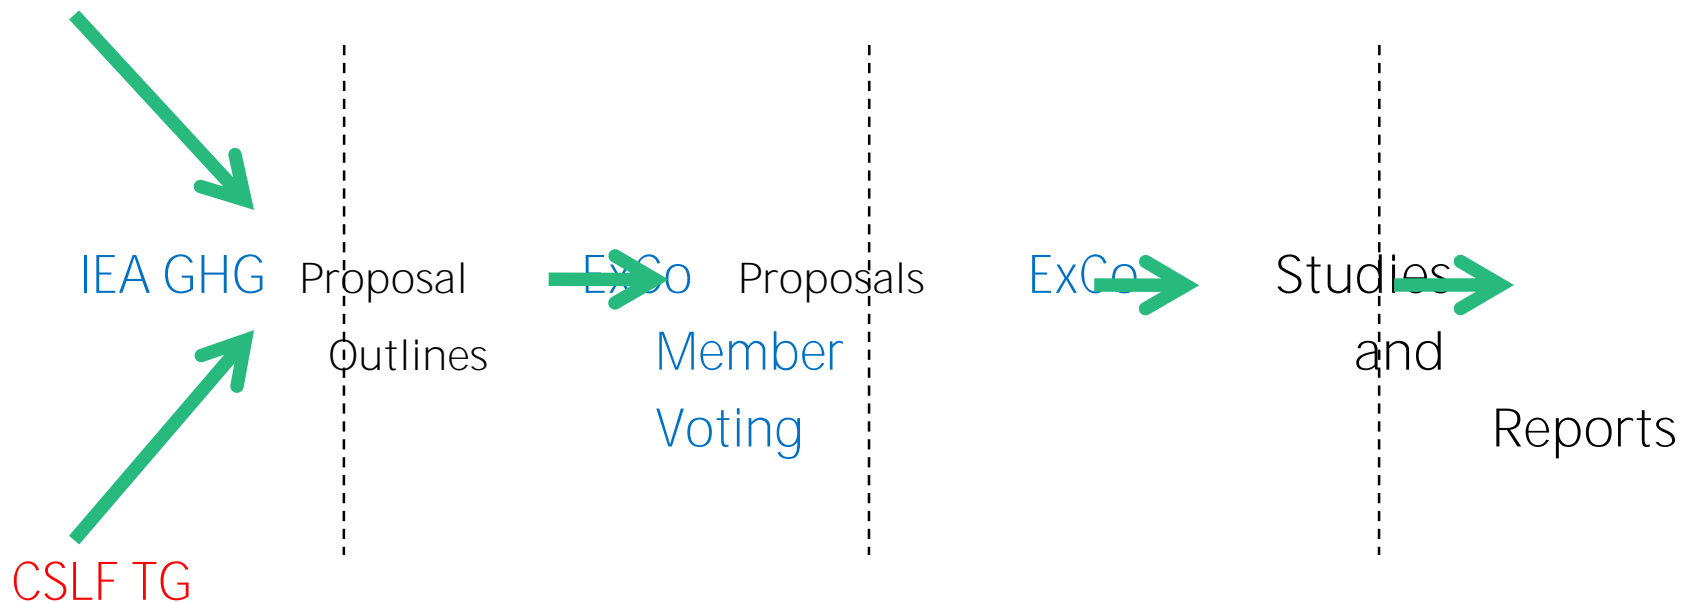 IEA GHG Proposal ExCo Proposals ExCo Studies
Outlines Member and
Voting Reports
CSLF TG